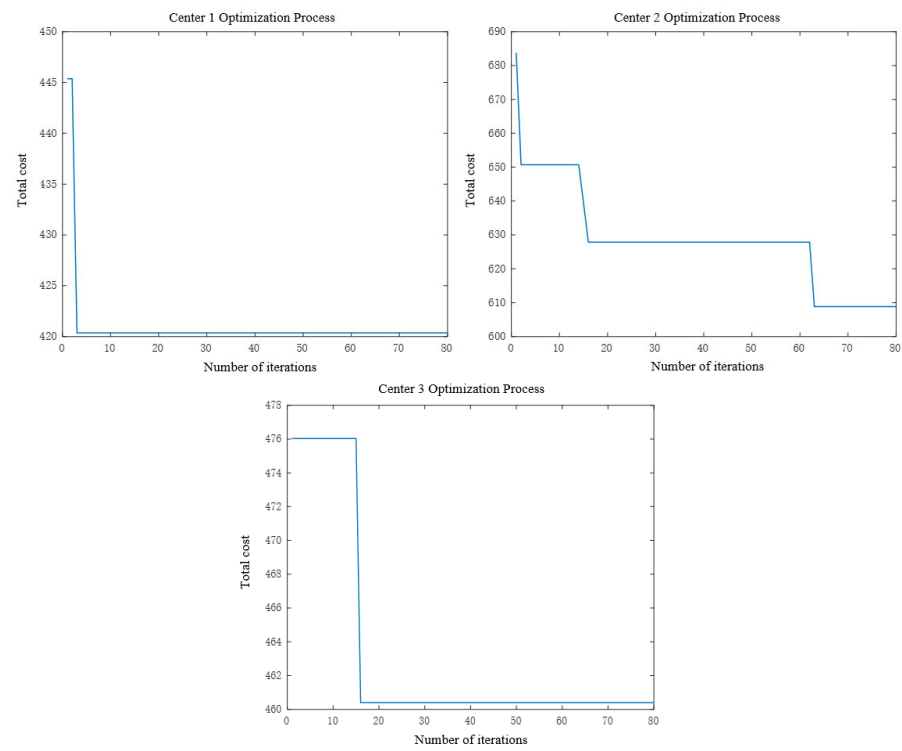 Center 1 Optimization Process
450
445
440
435
430
425
420
Total cost
0 10 20 30 40 50 60 70 80
Number of iterations
Center 2 Optimization Process
690
680
670
660
650
640
630
620
610
600
Total cost
0 10 20 30 40 50 60 70 80
Number of iterations
Center 3 Optimization Process
478
476
474
472
470
468
466
464
462
460
Total cost
0 10 20 30 40 50 60 70 80
Number of iterations